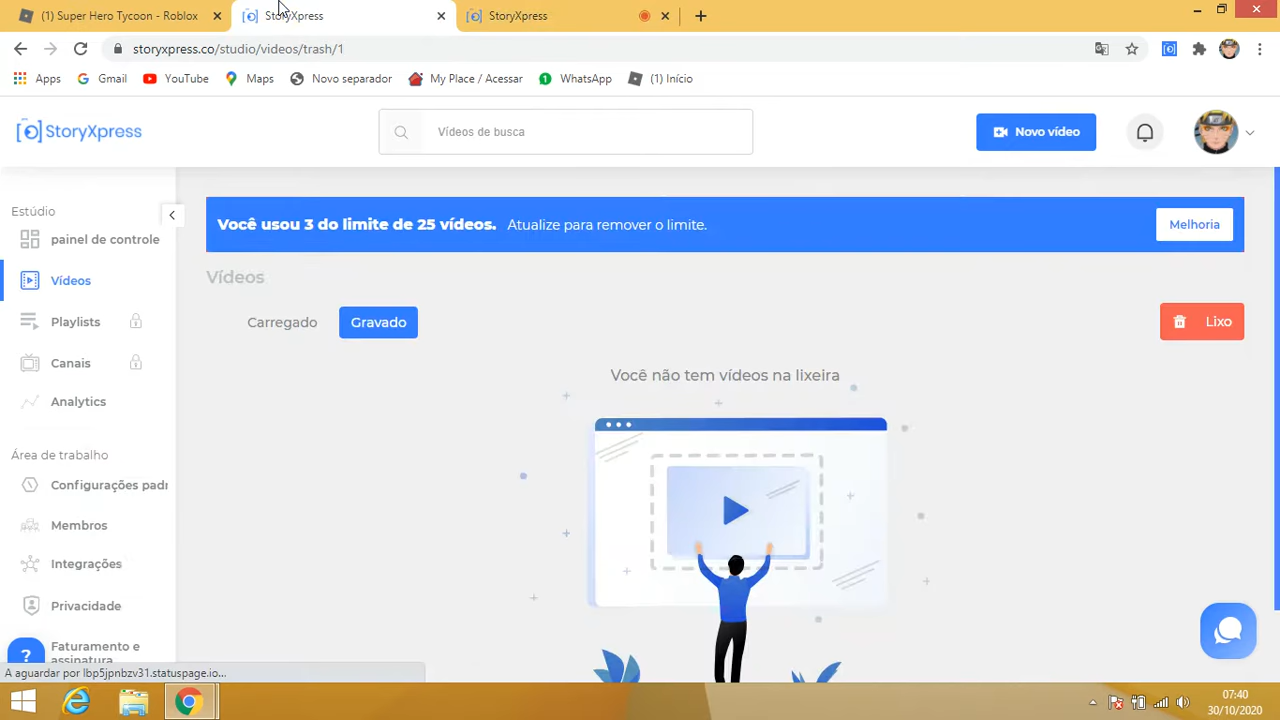 (1) Super Hero Tycoon - Roblox
StoryXpress
StoryXpress
storyxpress.co/studio/videos/trash/1
Apps
Gmail
YouTube
Maps
Novo separador
My Place / Acessar
1
WhatsApp
(1) Início
StoryXpress
Vídeos de busca
Novo vídeo
Estúdio
painel de controle
Vídeos
Playlists
Canais
Analytics
Área de trabalho
Configurações padr
Membros
Integrações
Privacidade
Faturamento e
assinatura
?
Você usou 3 do limite de 25 vídeos. Atualize para remover o limite.
Melhoria
Vídeos
Carregado
Gravado
Lixo
Você não tem vídeos na lixeira
A aguardar por lbp5jpnbzv31.statuspage.io...
07:40
30/10/2020